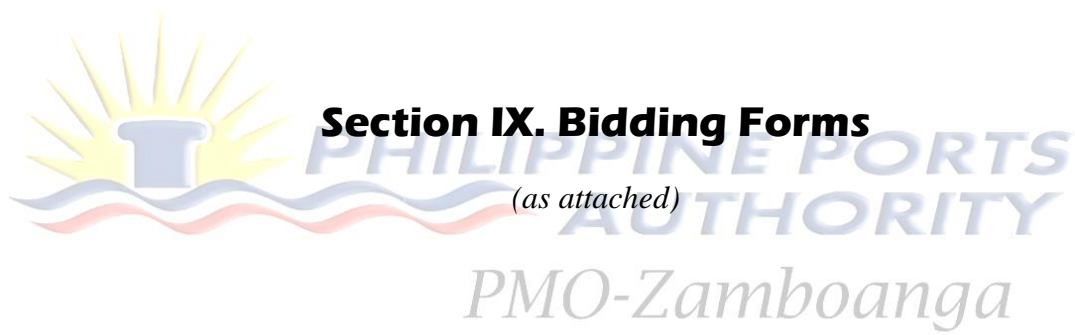 Section IX. Bidding Forms
PHILIPPINE PORTS
(as attached)
AUTHORITY
PMO-Zamboanga